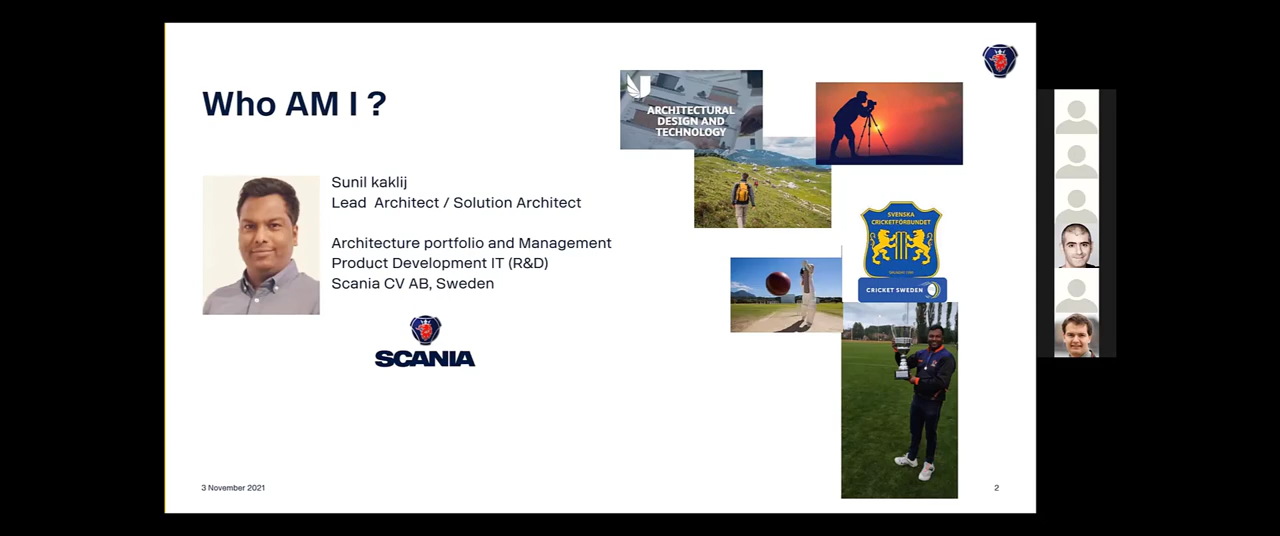 Who AM I ?
Sunil kaklij
Lead Architect / Solution Architect
Architecture portfolio and Management
Product Development IT (R&D)
Scania CV AB, Sweden
SCANIA
ARCHITECTURAL
DESIGN AND
TECHNOLOGY
SVENSKA
CRICKETFÖRBUNDET
CRICKET SWEDEN
3 November 2021
2